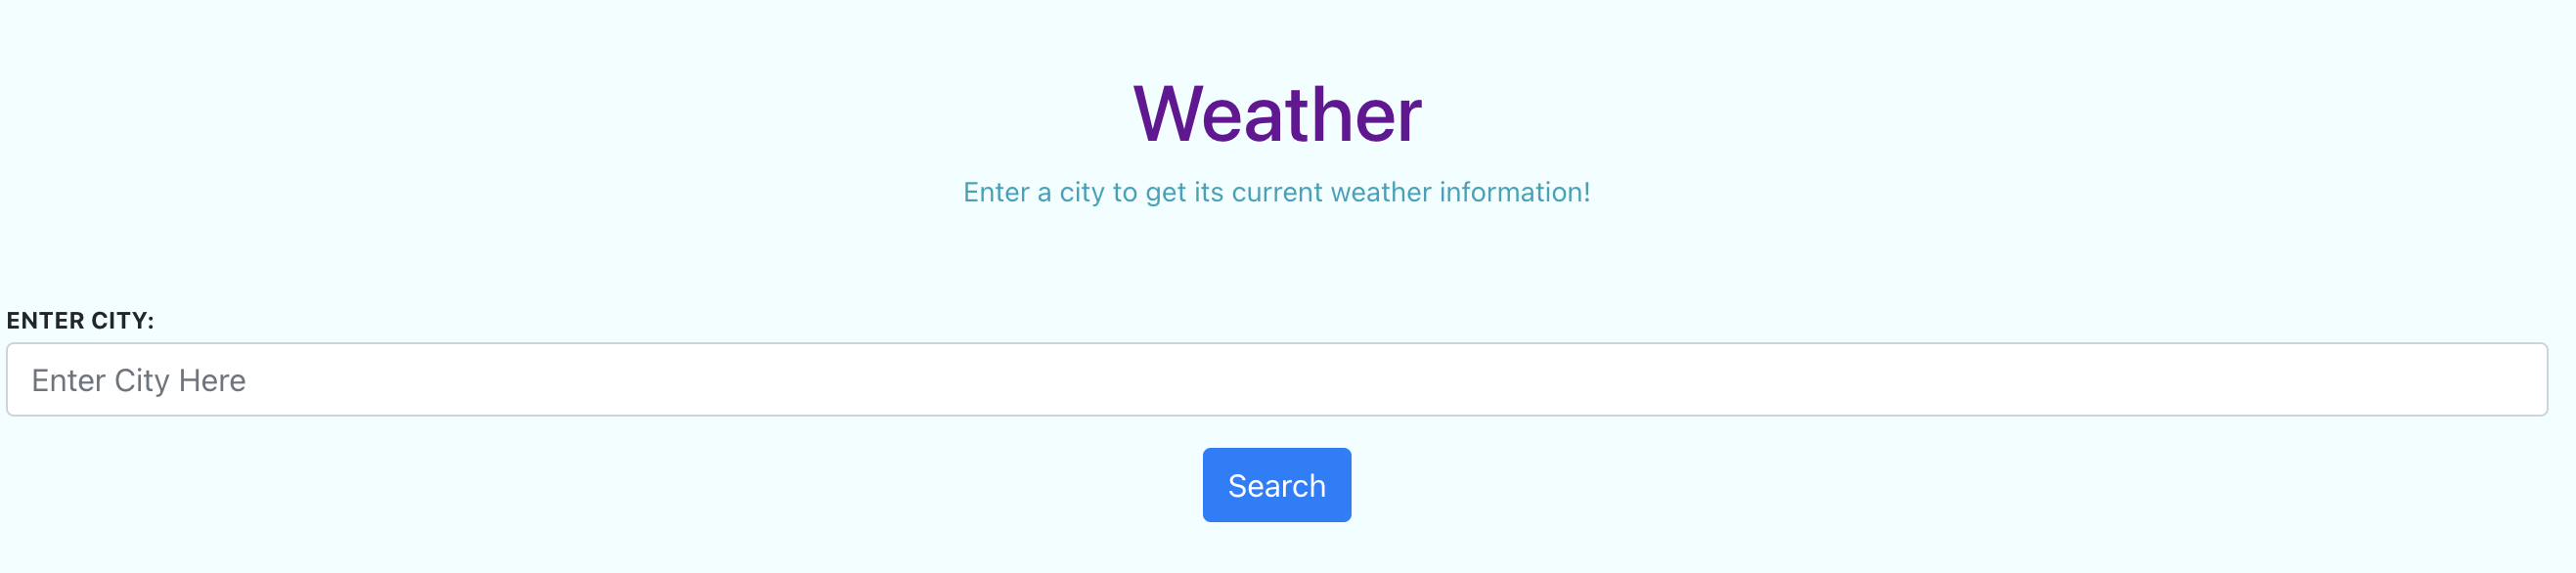 Weather
Enter a city to get its current weather information!
ENTER CITY:
Enter City Here
Search